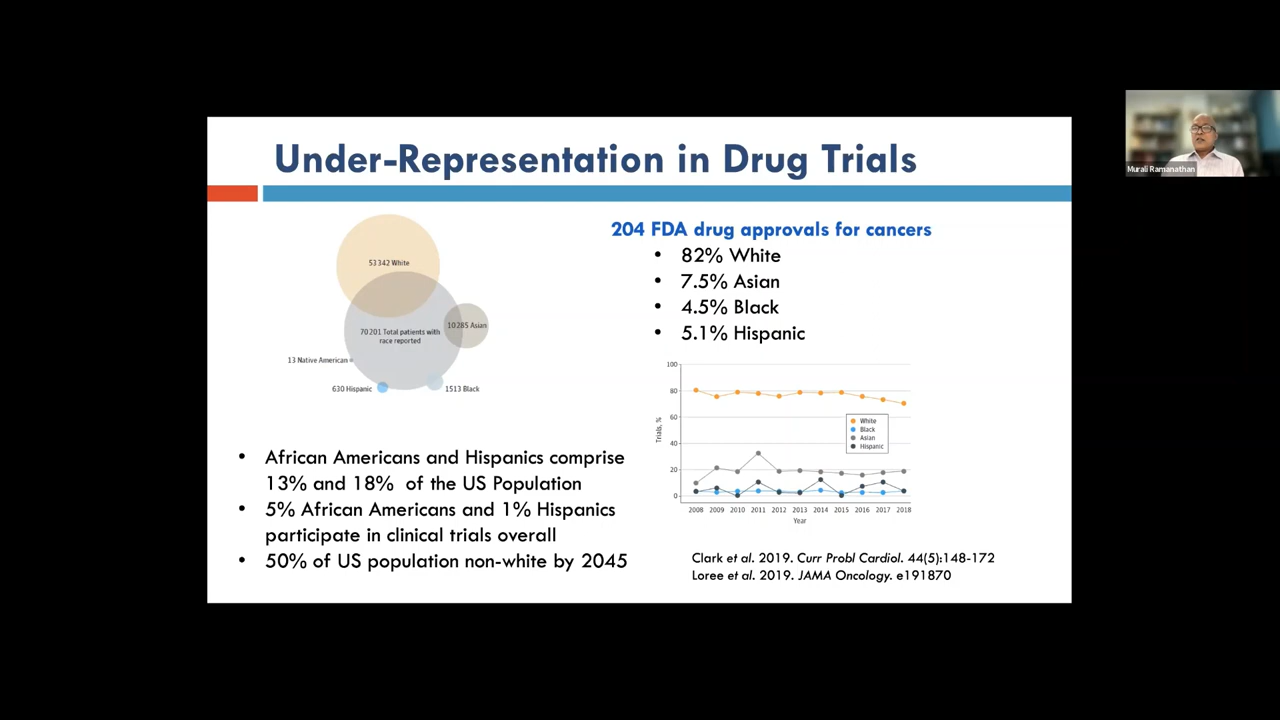 Under-Representation in Drug Trials
53 342 White
70 201 Total patients with
race reported
10 285 Asian
13 Native American
630 Hispanic
1513 Black
• African Americans and Hispanics comprise
13% and 18% of the US Population
• 5% African Americans and 1% Hispanics
participate in clinical trials overall
• 50% of US population non-white by 2045
204 FDA drug approvals for cancers
• 82% White
• 7.5% Asian
• 4.5% Black
• 5.1% Hispanic
100
80
60
40
20
0
Trials, %
White
Black
Asian
Hispanic
2008 2009 2010 2011 2012 2013 2014 2015 2016 2017 2018
Year
Clark et al. 2019. Curr Probl Cardiol. 44(5):148-172
Loree et al. 2019. JAMA Oncology. e191870
Murali Ramanathan